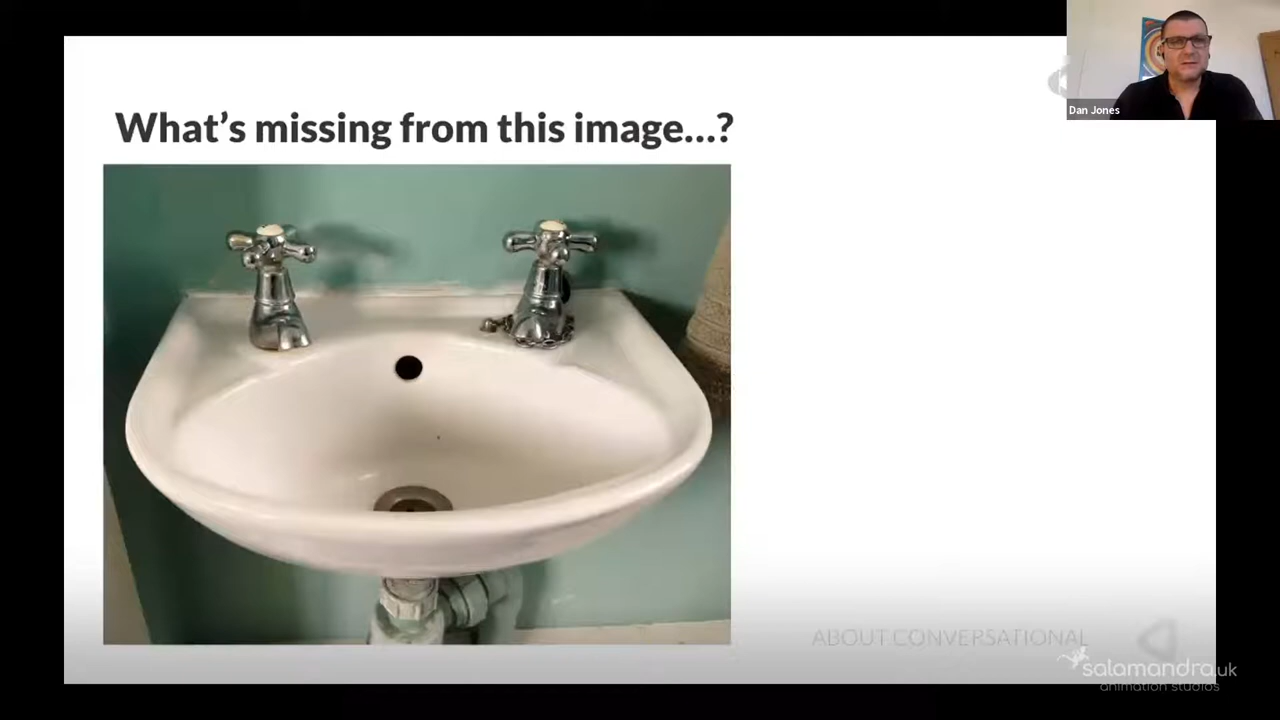 What's missing from this image...?
Dan Jones
ABOUT CONVERSATIONAL
salamandra.uk
animation studios